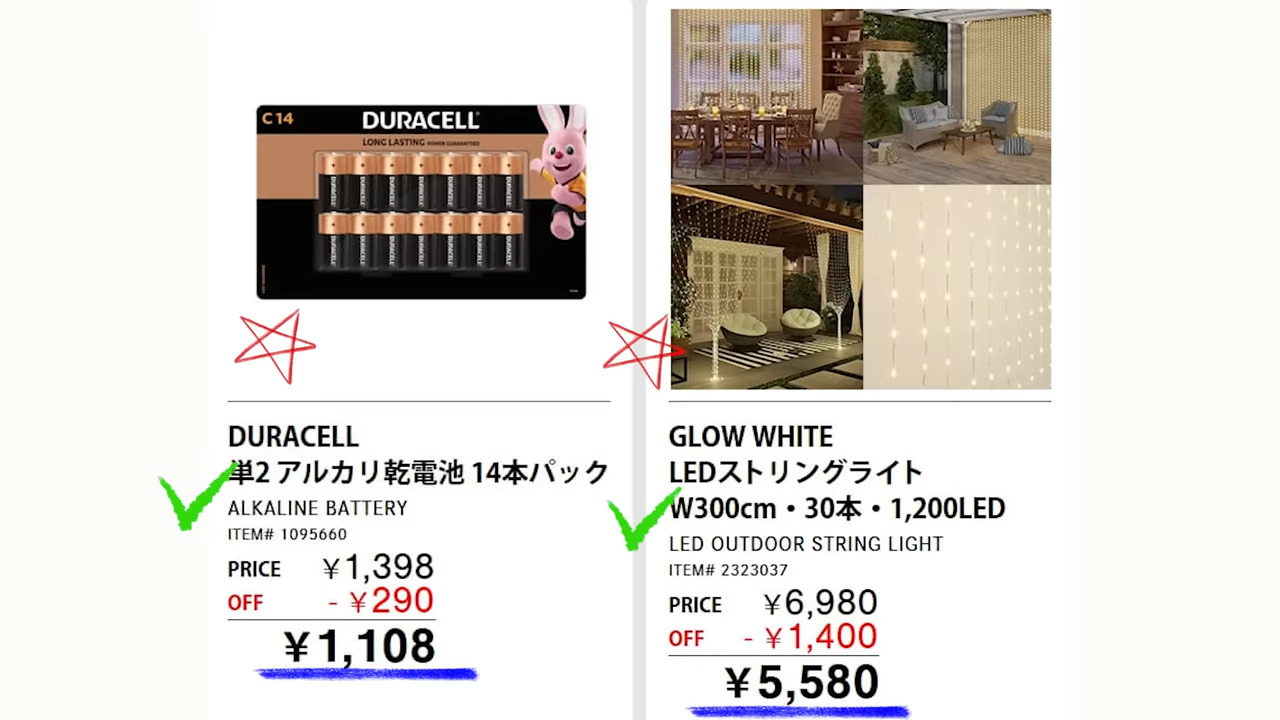 C14
DURACELL
LONG LASTING POWER GUARANTEED
DURACELL
単2 アルカリ乾電池 14本パック
ALKALINE BATTERY
ITEM# 1095660
PRICE ¥1,398
OFF - ¥290
¥1,108
GLOW WHITE
LEDストリングライト
W300cm・30本・1,200LED
LED OUTDOOR STRING LIGHT
ITEM# 2323037
PRICE ¥6,980
OFF - ¥1,400
¥5,580